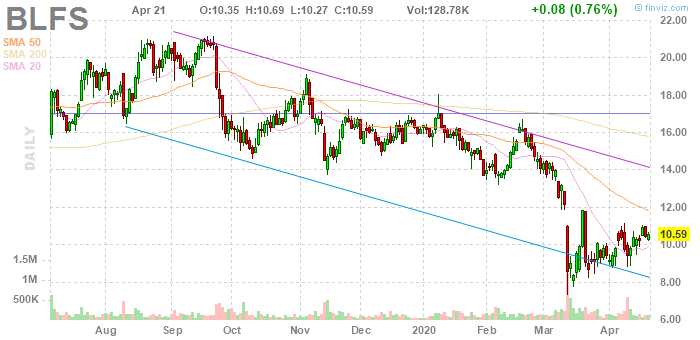 BLFS Apr 21 O:10.35 H:10.69 L:10.27 C:10.59 Vol:128.78K +0.08 (0.76%)
© finviz.com
SMA 50
SMA 200
SMA 20
DAILY
22.00
20.00
18.00
16.00
14.00
12.00
10.59
10.00
8.00
6.00
1.5M
1M
500K
Aug Sep Oct Nov Dec 2020 Feb Mar Apr